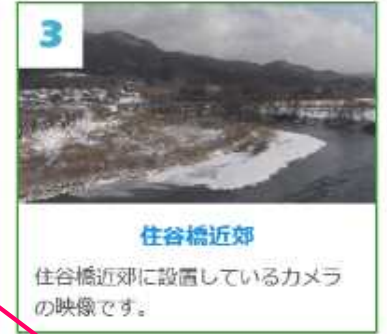 3
住谷橋近郊
住谷橋近郊に設置しているカメラ
の映像です。